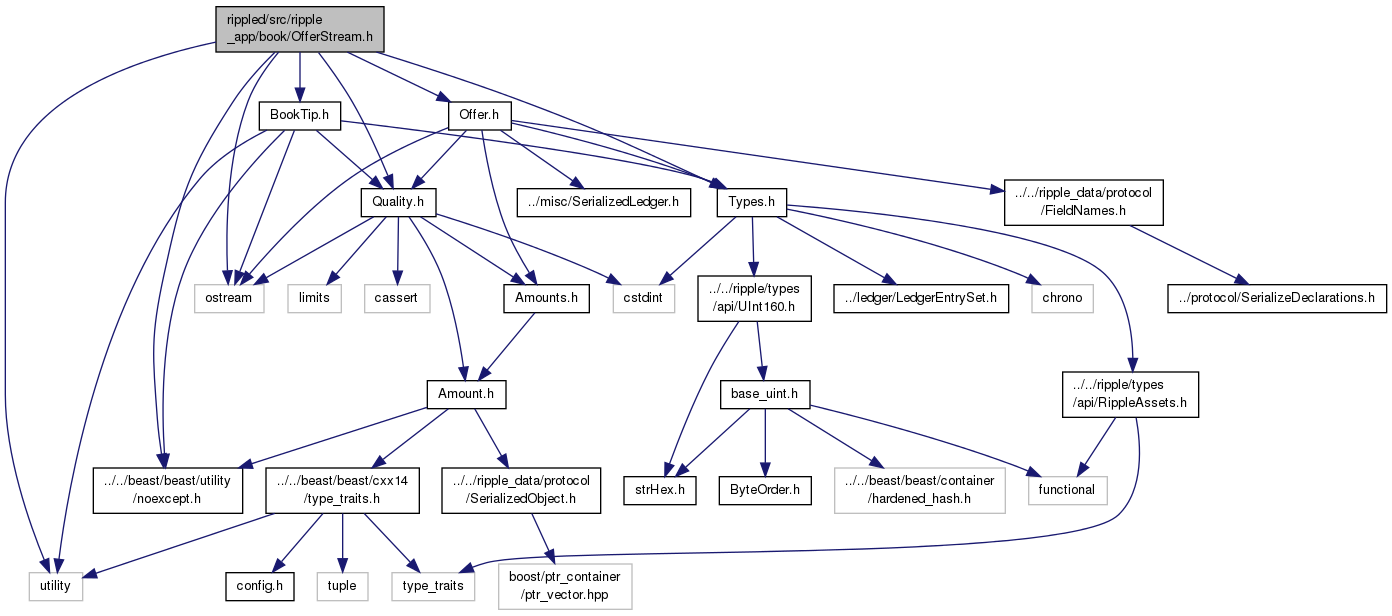 rippled/src/ripple
_app/book/OfferStream.h
BookTip.h
Offer.h
Quality.h
../misc/SerializedLedger.h
Types.h
../../ripple_data/protocol
/FieldNames.h
ostream
limits
cassert
Amounts.h
cstdint
../../ripple/types
/api/UInt160.h
../ledger/LedgerEntrySet.h
chrono
../protocol/SerializeDeclarations.h
Amount.h
base_uint.h
../../ripple/types
/api/RippleAssets.h
../../beast/beast/utility
/noexcept.h
../../beast/beast/cxx14
/type_traits.h
../../ripple_data/protocol
/SerializedObject.h
strHex.h
ByteOrder.h
../../beast/beast/container
/hardened_hash.h
functional
utility
config.h
tuple
type_traits
boost/ptr_container
/ptr_vector.hpp